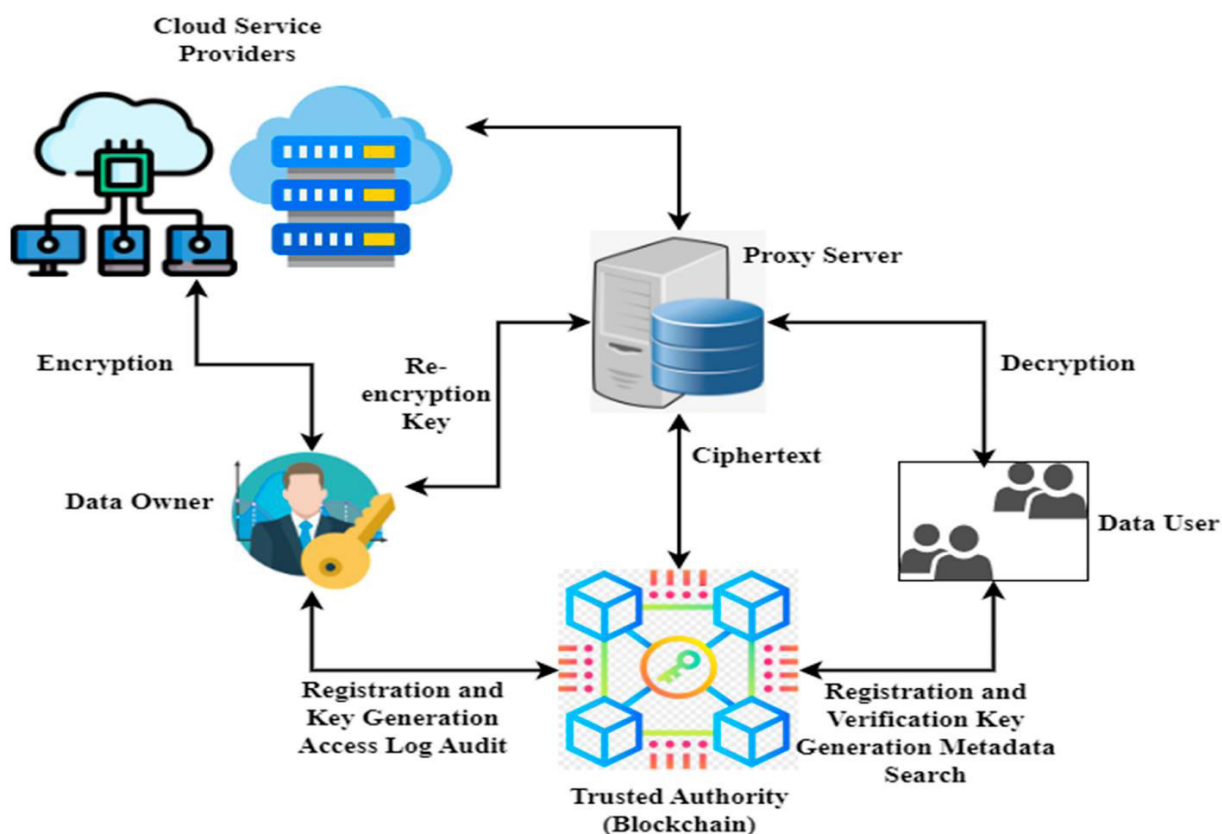 Cloud Service
Providers
Proxy Server
Encryption
Re-
encryption
Key
Decryption
Ciphertext
Data Owner
Data User
Registration and
Key Generation
Access Log Audit
Registration and
Verification Key
Generation Metadata
Search
Trusted Authority
(Blockchain)